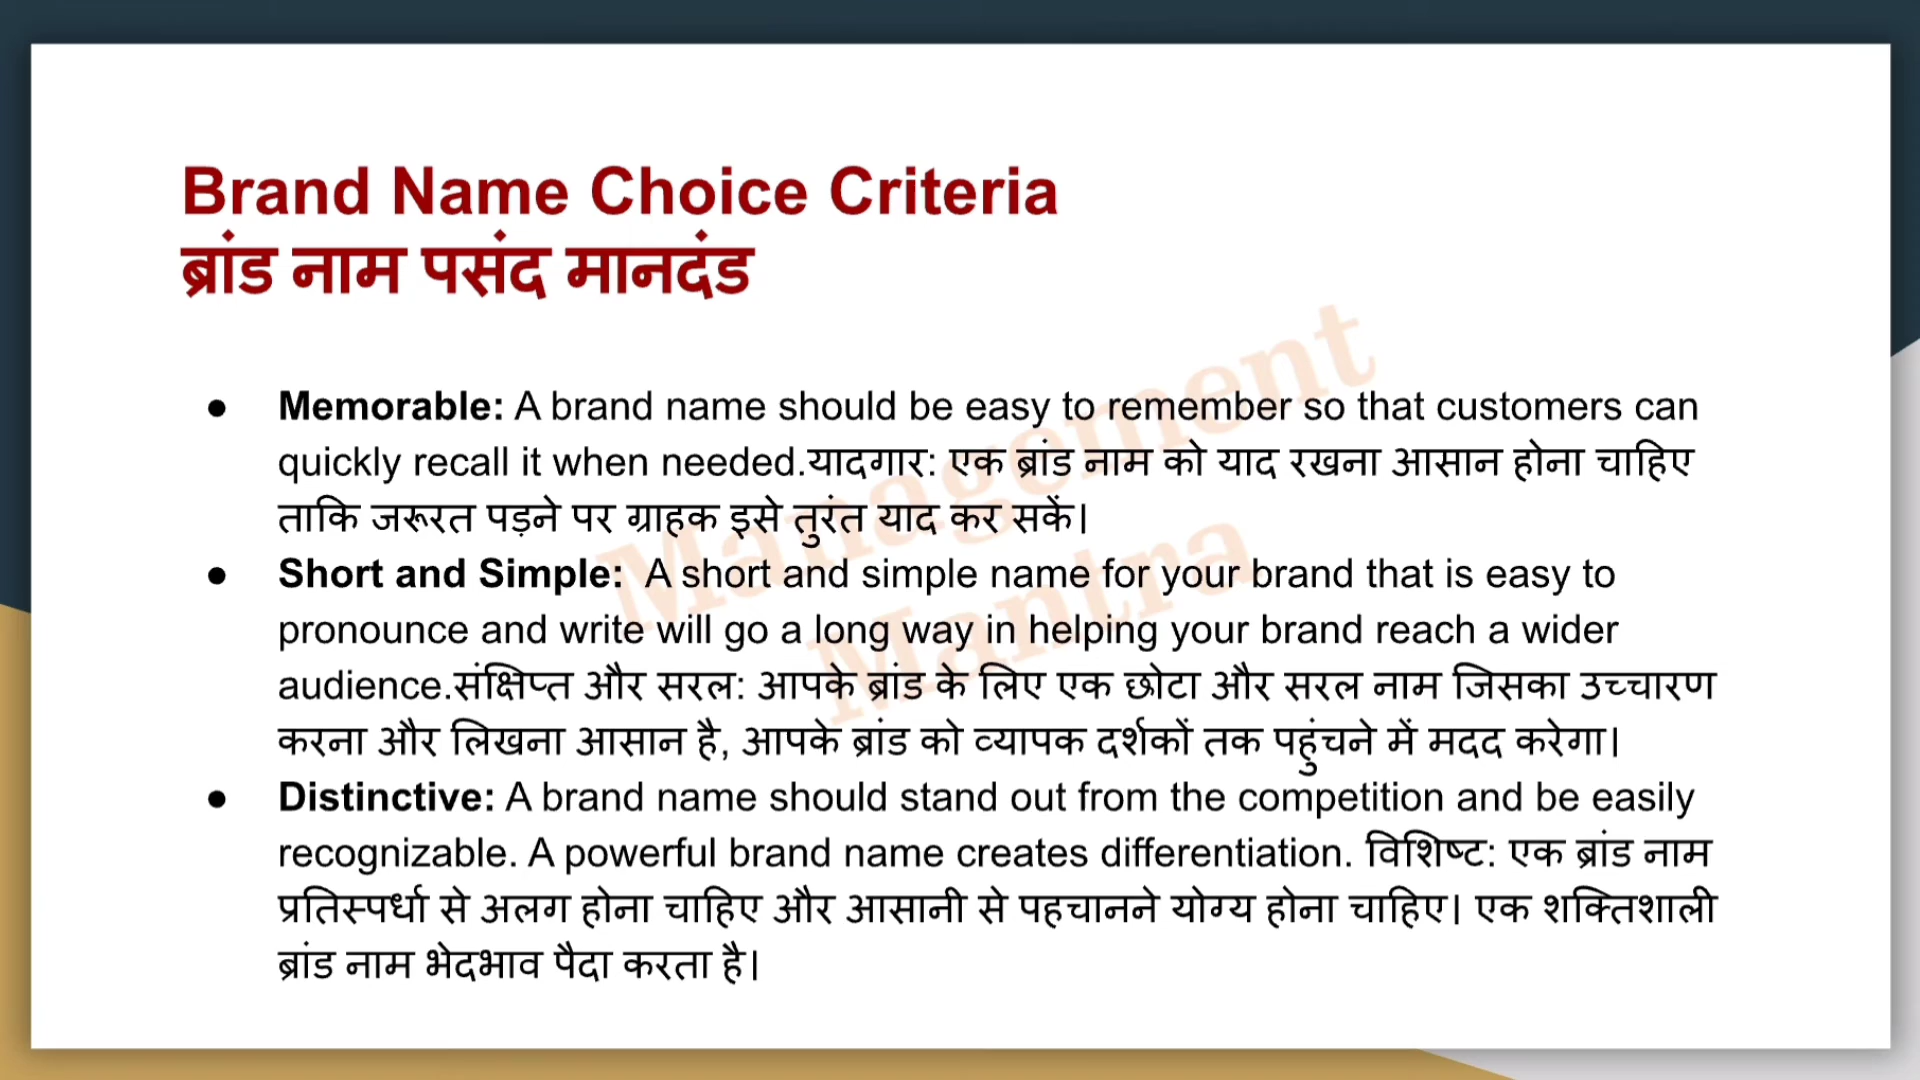 Brand Name Choice Criteria
ब्रांड नाम पसंद मानदंड
● Memorable: A brand name should be easy to remember so that customers can
quickly recall it when needed.यादगार: एक ब्रांड नाम को याद रखना आसान होना चाहिए
ताकि जरूरत पड़ने पर ग्राहक इसे तुरंत याद कर सकें।
● Short and Simple: A short and simple name for your brand that is easy to
pronounce and write will go a long way in helping your brand reach a wider
audience.संक्षिप्त और सरल: आपके ब्रांड के लिए एक छोटा और सरल नाम जिसका उच्चारण
करना और लिखना आसान है, आपके ब्रांड को व्यापक दर्शकों तक पहुंचने में मदद करेगा।
● Distinctive: A brand name should stand out from the competition and be easily
recognizable. A powerful brand name creates differentiation. विशिष्ट: एक ब्रांड नाम
प्रतिस्पर्धा से अलग होना चाहिए और आसानी से पहचानने योग्य होना चाहिए। एक शक्तिशाली
ब्रांड नाम भेदभाव पैदा करता है।
Management
Mantra